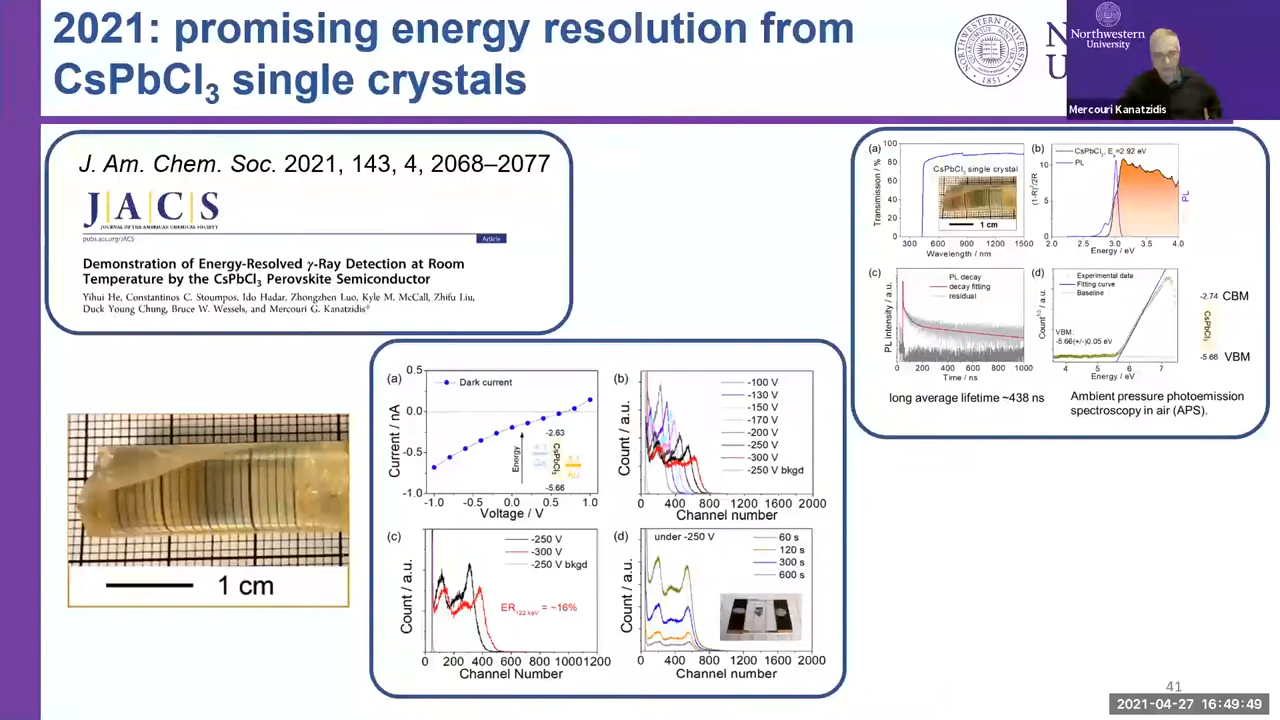 2021: promising energy resolution from
CsPbCl3 single crystals
NORTHWESTERN UNIVERSITY
1851
N
U
Northwestern
University
Mercouri Kanatzidis
J. Am. Chem. Soc. 2021, 143, 4, 2068–2077
J|A|C|S
JOURNAL OF THE AMERICAN CHEMICAL SOCIETY
pubs.acs.org/JACS
Article
Demonstration of Energy-Resolved γ-Ray Detection at Room
Temperature by the CsPbCl3 Perovskite Semiconductor
Yihui He, Constantinos C. Stoumpos, Ido Hadar, Zhongzhen Luo, Kyle M. McCall, Zhifu Liu,
Duck Young Chung, Bruce W. Wessels, and Mercouri G. Kanatzidis*
(a)
100
80
60
40
20
0
Transmission / %
CsPbCl3 single crystal
1 cm
300 600 900 1200 1500
Wavelength / nm
(b)
CsPbCl3, Eg=2.92 eV
PL
10
5
0
(1-R)²/2R
PL
2.0 2.5 3.0 3.5 4.0
Energy / eV
(c)
PL decay
decay fitting
residual
PL intensity / a.u.
0 200 400 600 800 1000
Time / ns
long average lifetime ~438 ns
(d)
Experimental data
Fitting curve
Baseline
VBM:
-5.66(+/-)0.05 eV
4 5 6 7
Energy / eV
-2.74 CBM
CsPbCl3
-5.66 VBM
Ambient pressure photoemission
spectroscopy in air (APS).
1 cm
(a)
Dark current
0.5
0.0
-0.5
-1.0
Current / nA
Energy
-2.63
CsPbCl3
-5.66
-1.0 -0.5 0.0 0.5 1.0
Voltage / V
(b)
-100 V
-130 V
-150 V
-170 V
-200 V
-250 V
-300 V
-250 V bkgd
Count / a.u.
0 400 800 1200 1600 2000
Channel number
(c)
-250 V
-300 V
-250 V bkgd
ER122 keV = ~16%
Count / a.u.
0 200 400 600 800 1000 1200
Channel Number
(d)
under -250 V
60 s
120 s
300 s
600 s
Count / a.u.
0 400 800 1200 1600 2000
Channel number
41
2021-04-27 16:49:49